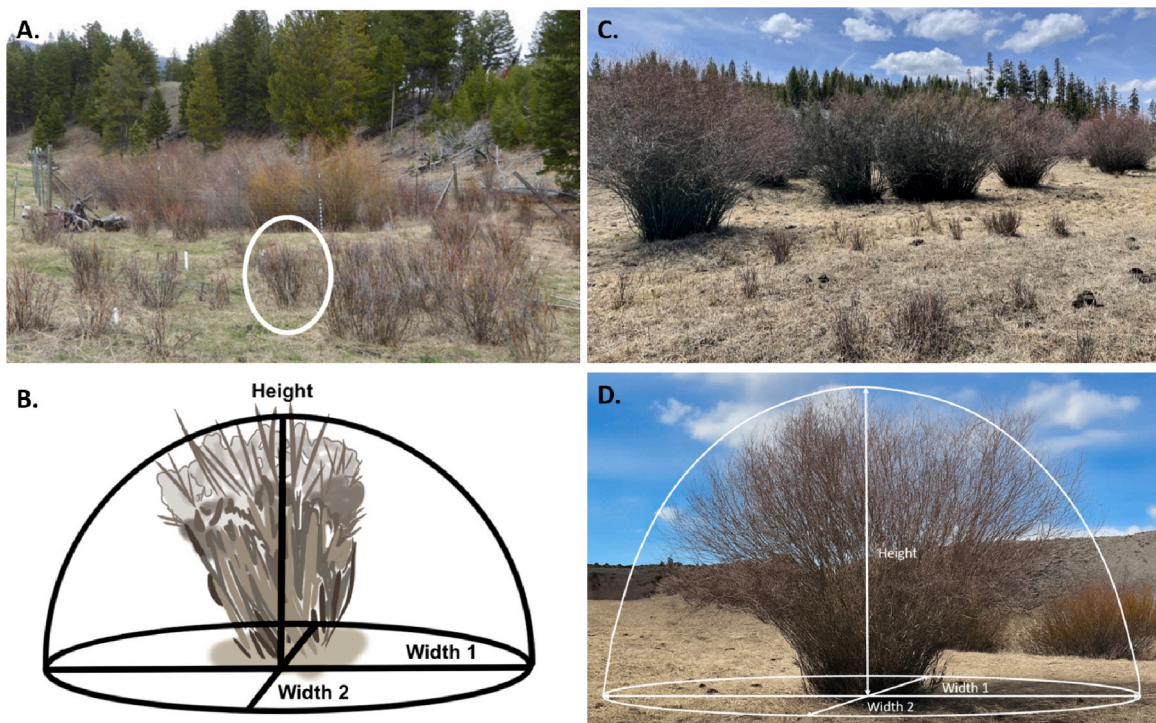 A.
C.
B.
Height
Width 1
Width 2
D.
Height
Width 1
Width 2